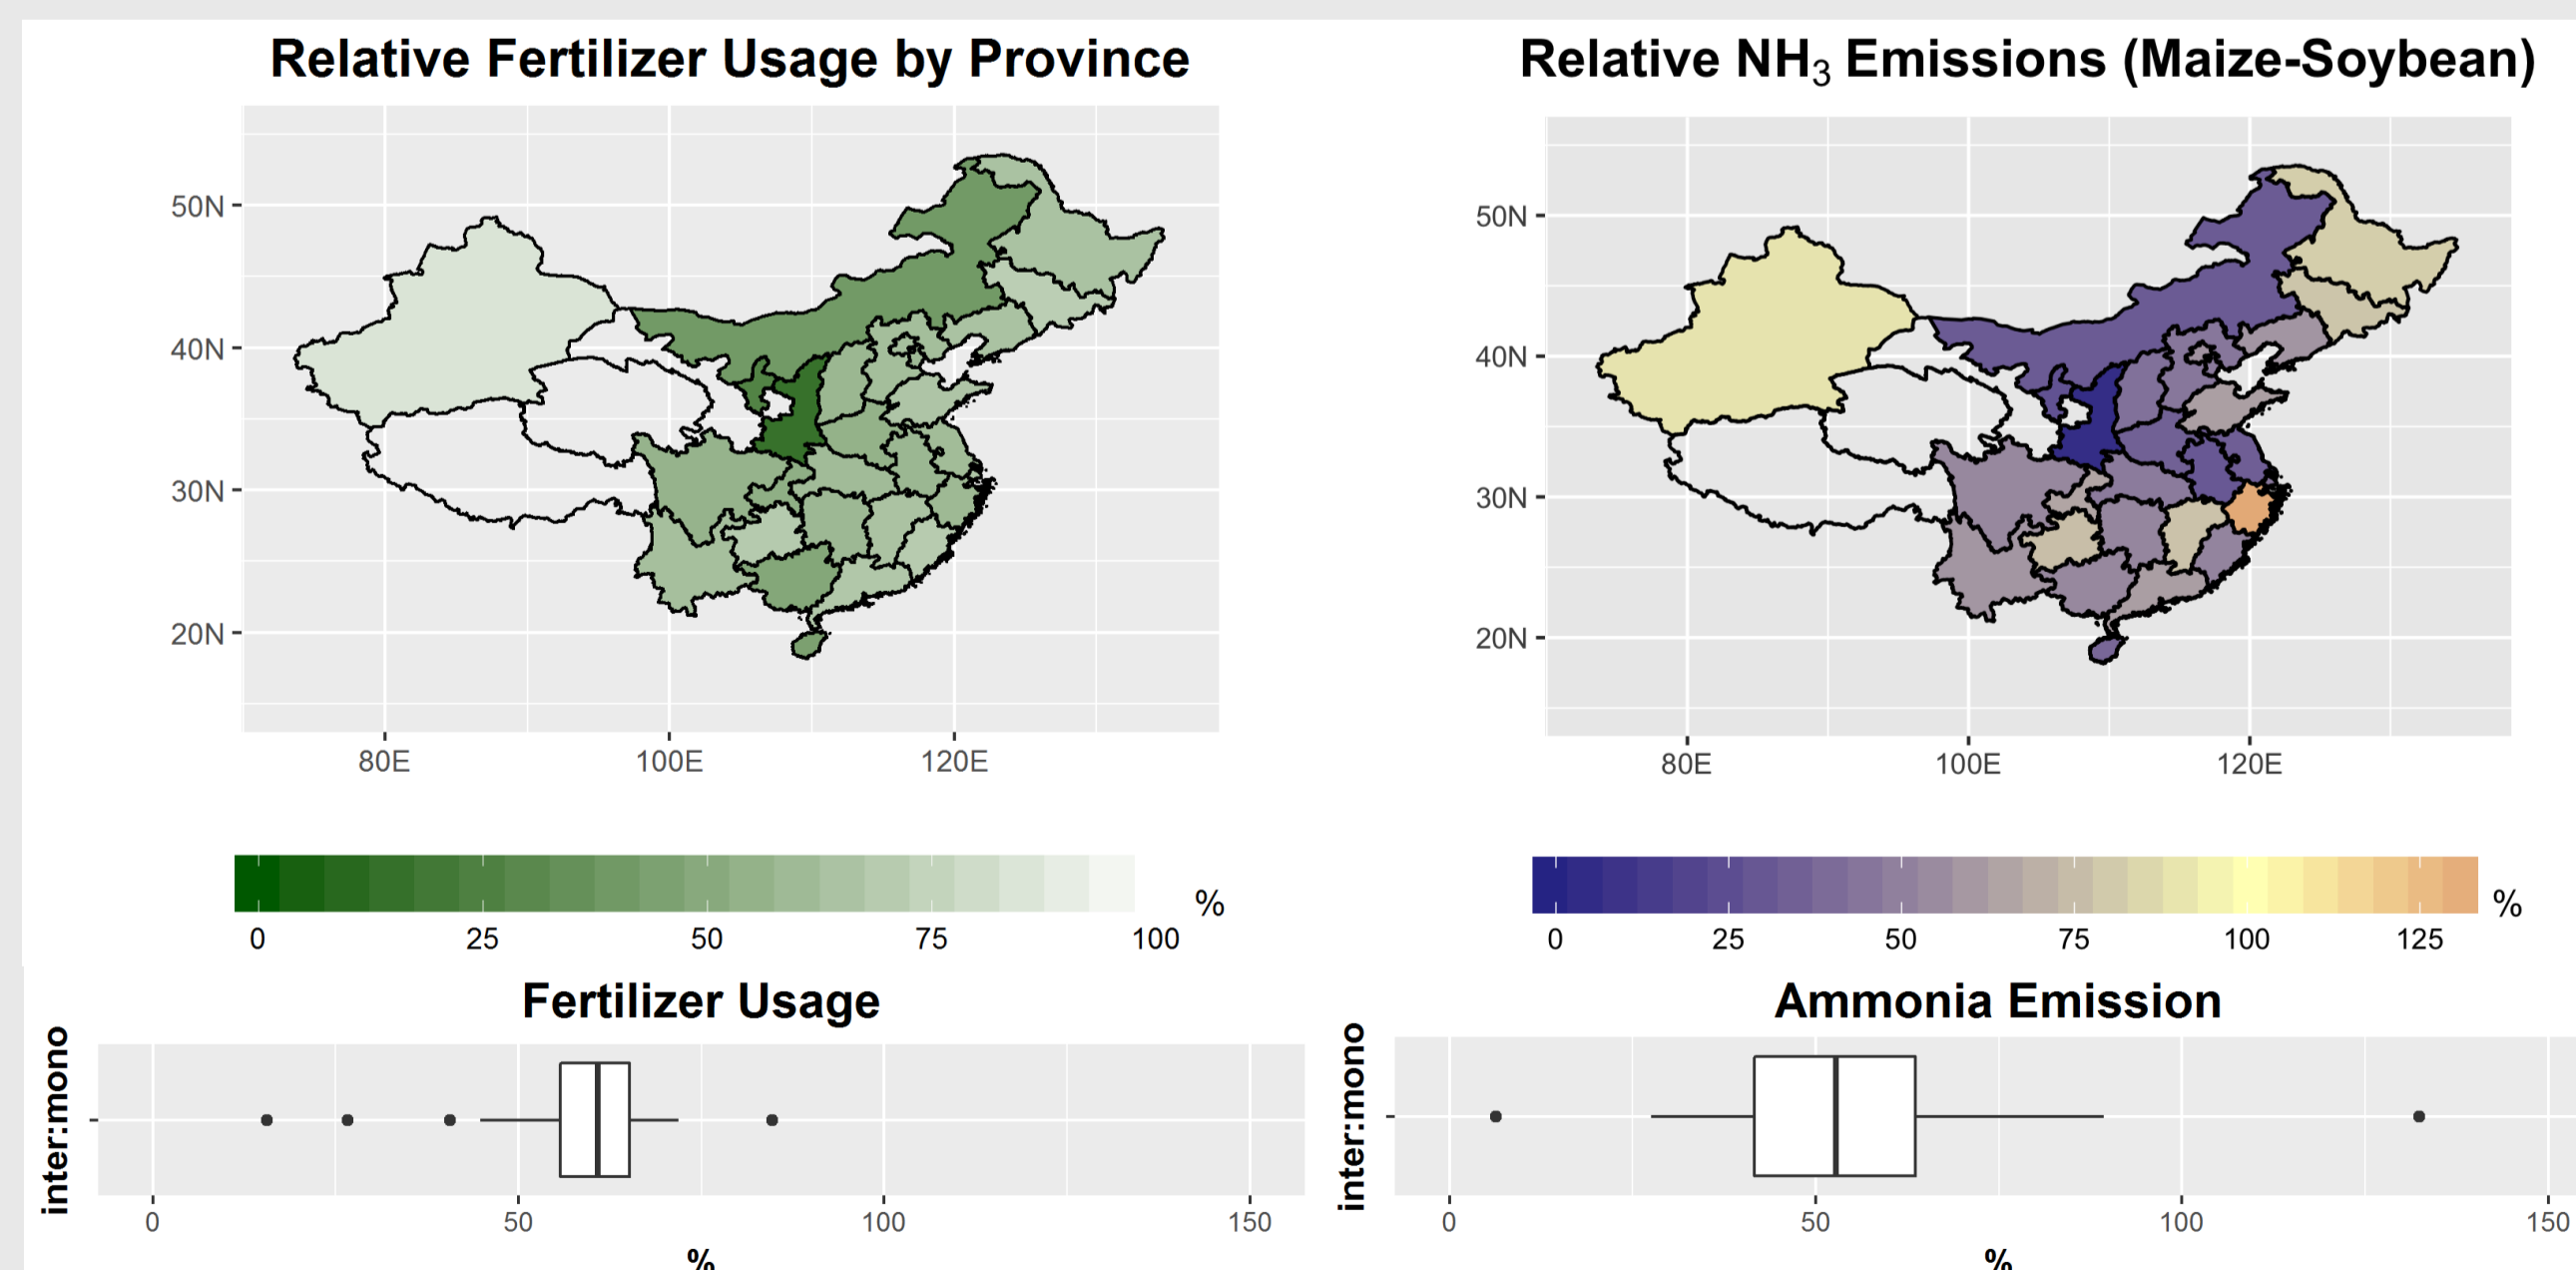 Relative Fertilizer Usage by Province
50N
40N
30N
20N
80E 100E 120E
0 25 50 75 100 %
Relative NH₃ Emissions (Maize-Soybean)
50N
40N
30N
20N
80E 100E 120E
0 25 50 75 100 125 %
Fertilizer Usage
inter:mono
0 50 100 150
%
Ammonia Emission
inter:mono
0 50 100 150
%